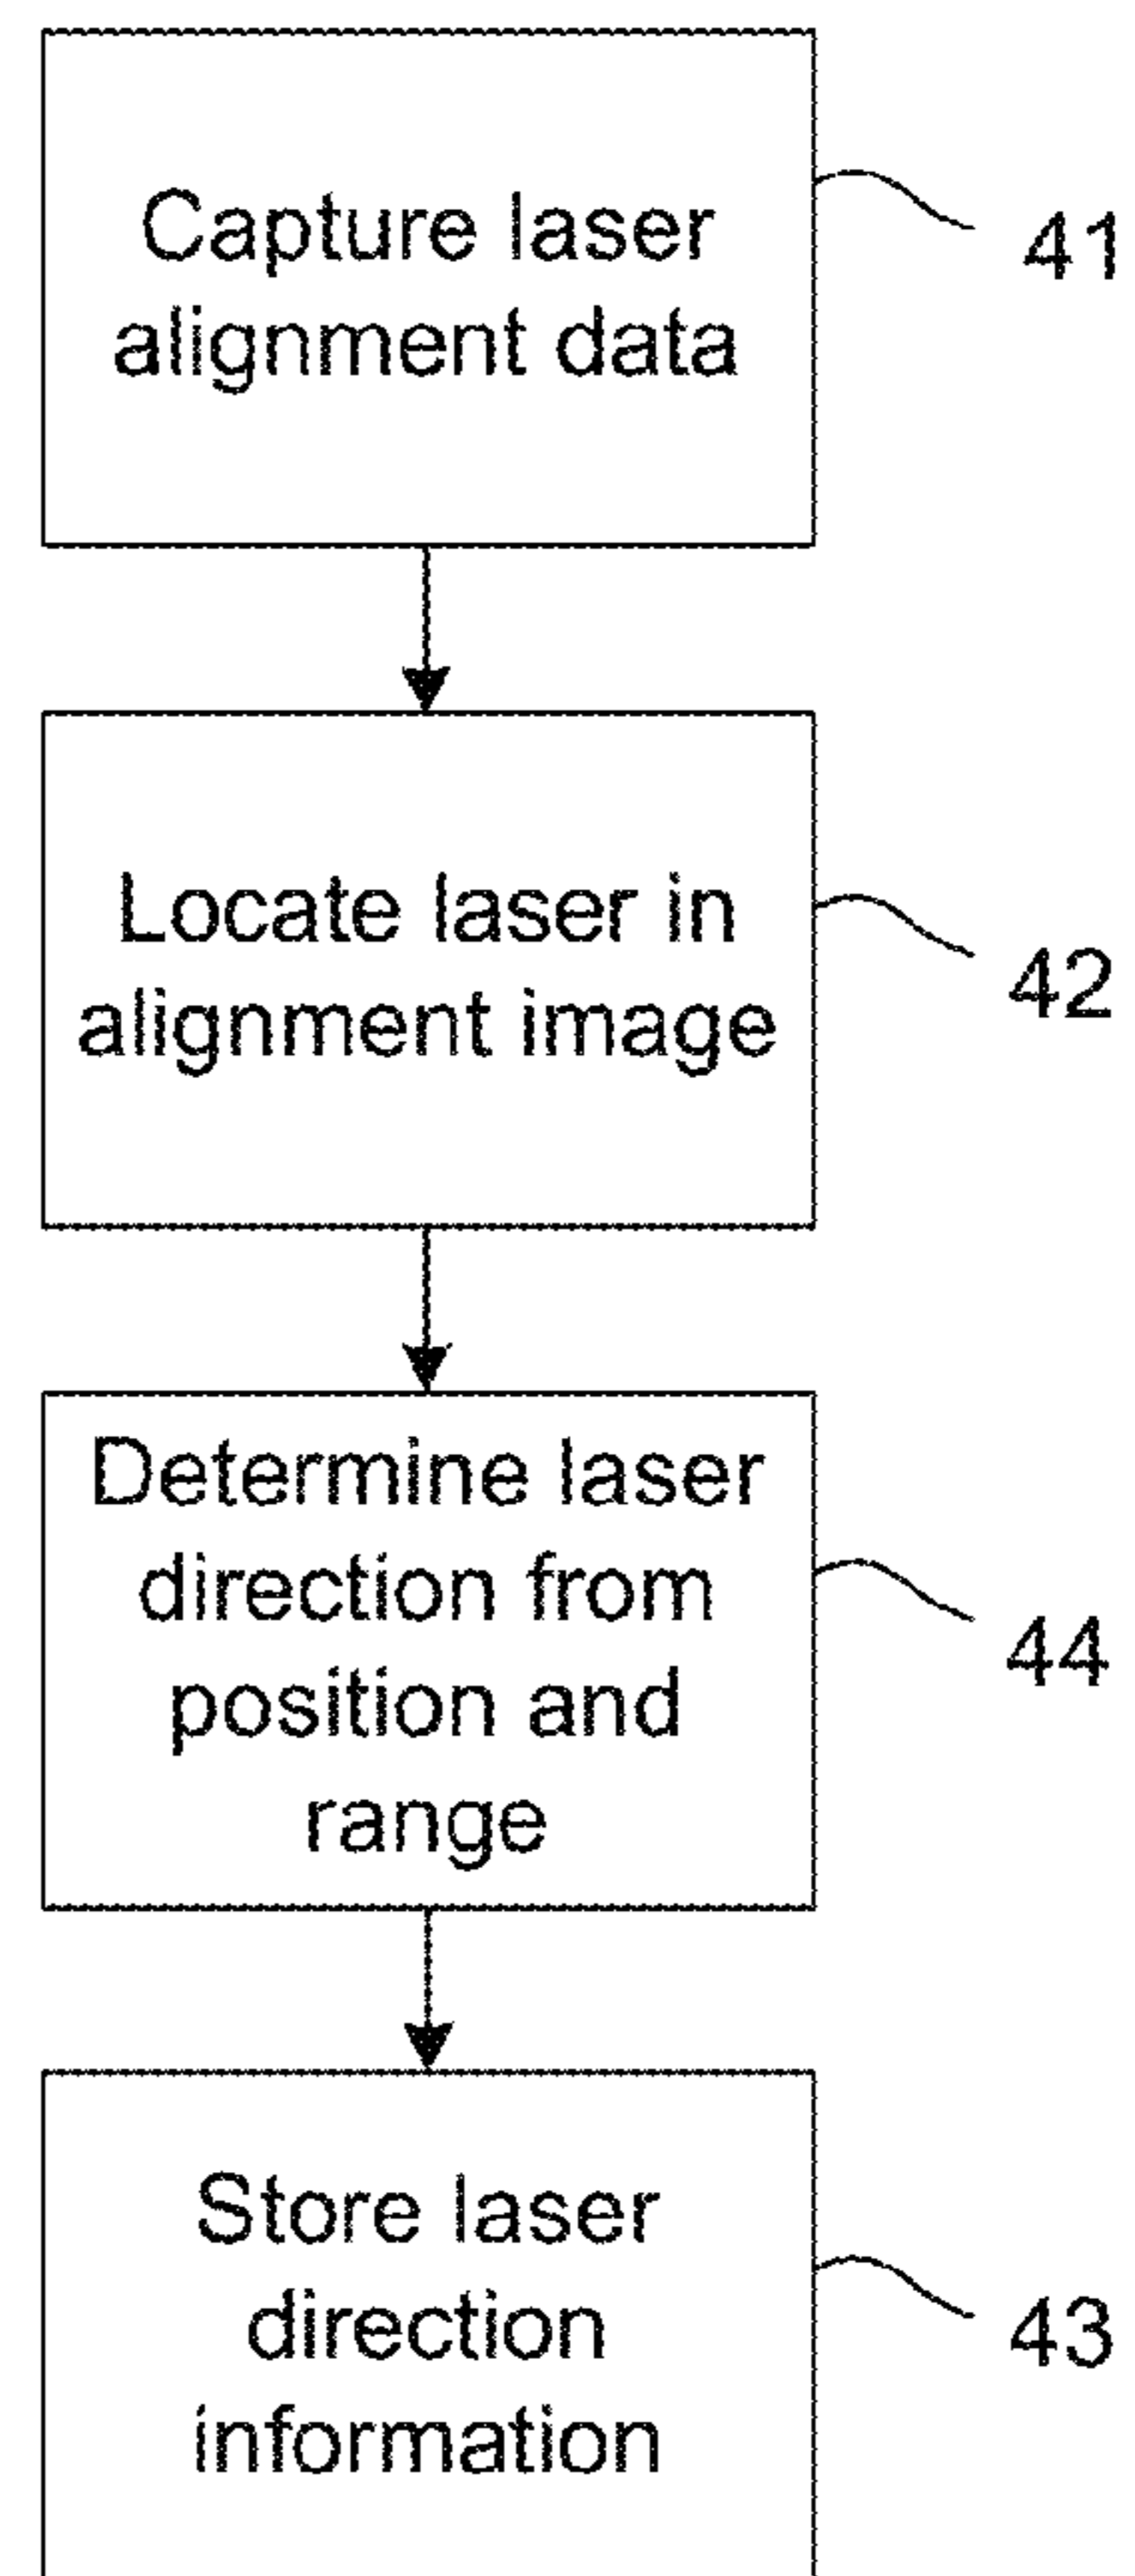 Capture laser
alignment data
41
Locate laser in
alignment image
42
Determine laser
direction from
position and
range
44
Store laser
direction
information
43